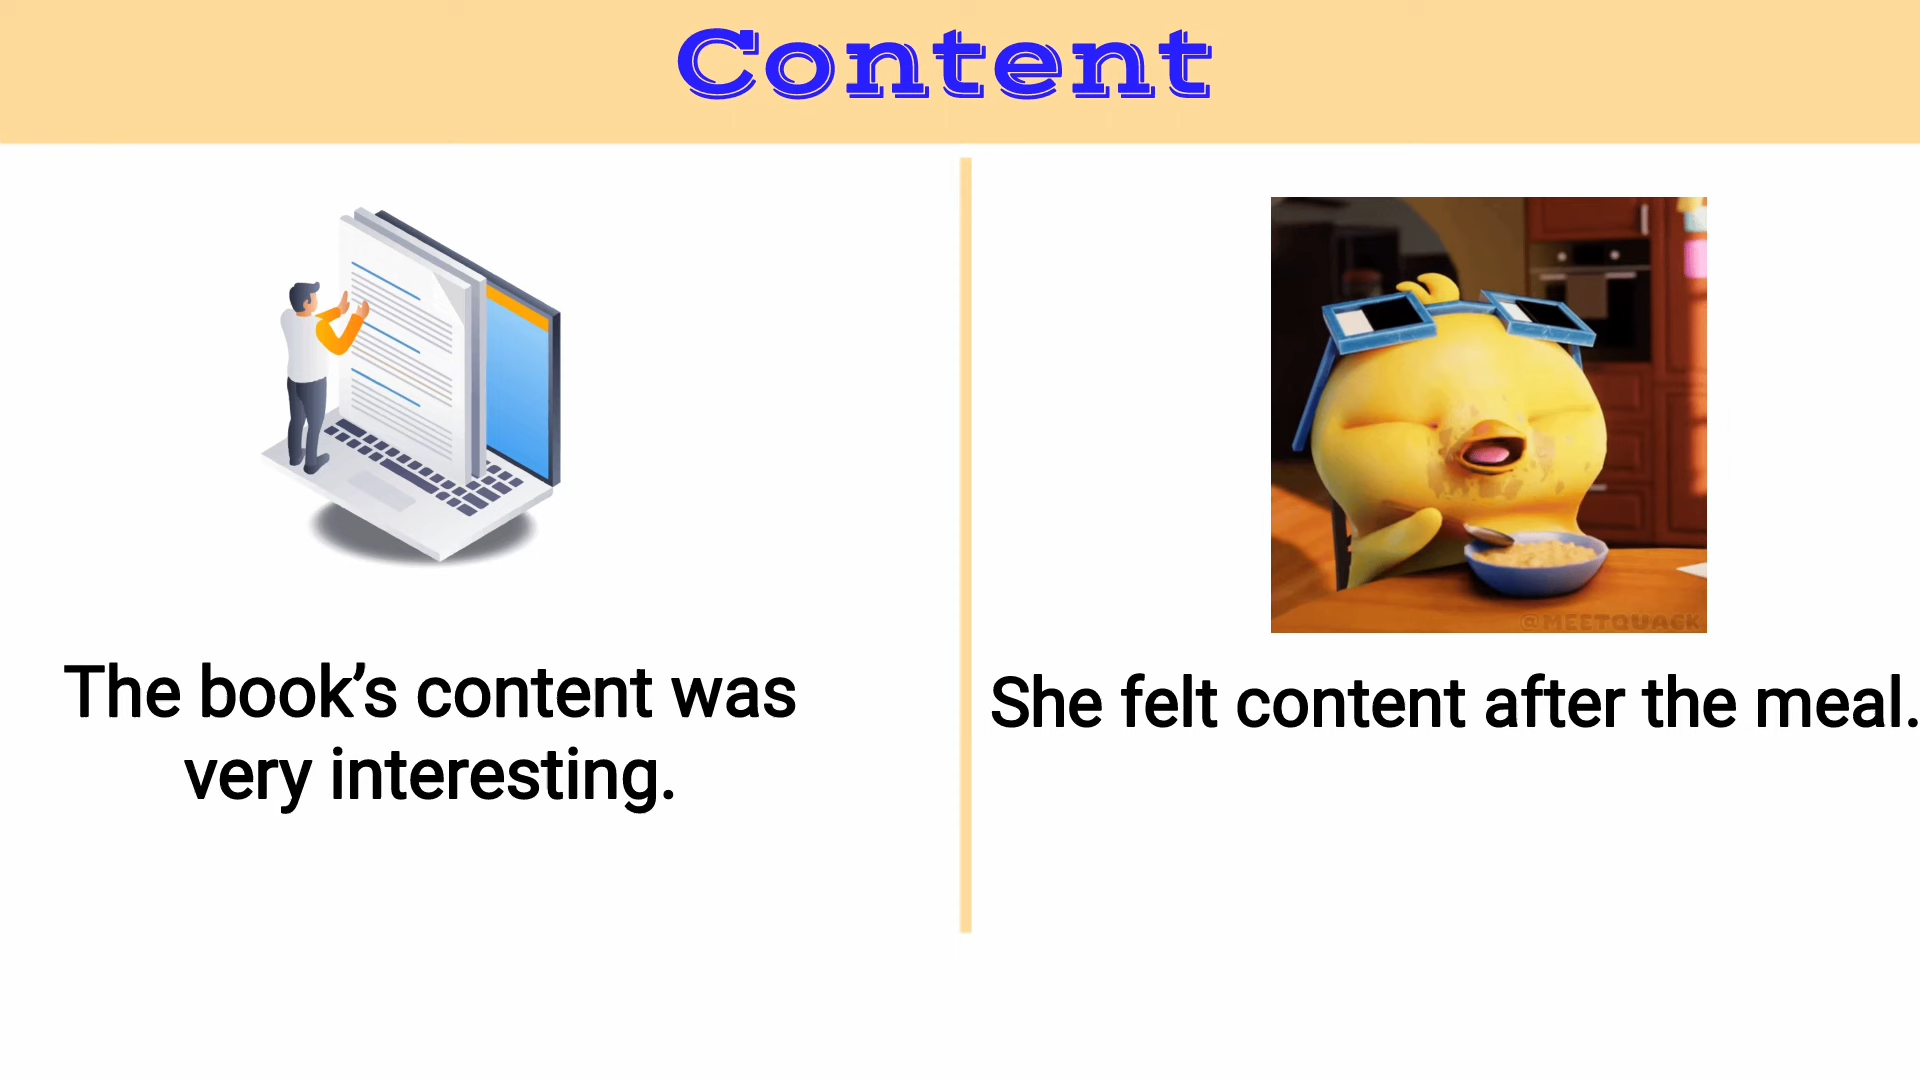 Content
The book’s content was
very interesting.
@MEETQUACK
She felt content after the meal.